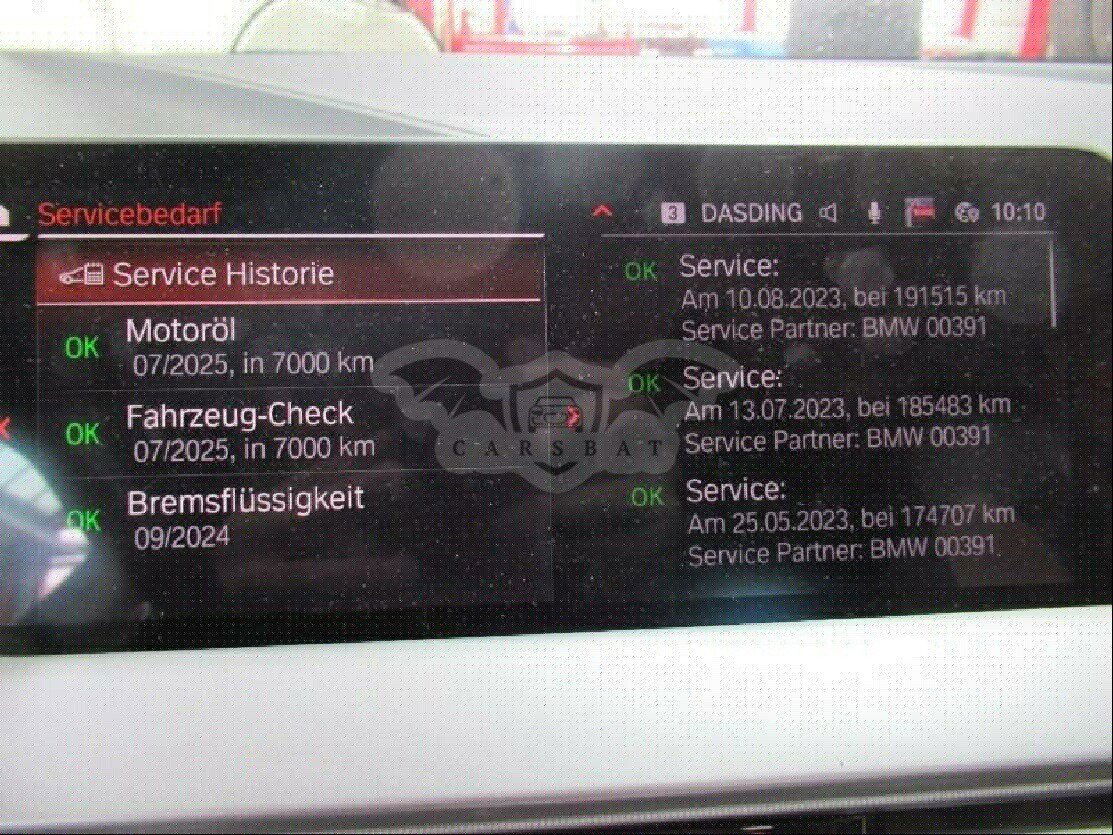 Servicebedarf
3 DASDING 10:10
Service Historie
OK Motoröl
07/2025, in 7000 km
OK Fahrzeug-Check
07/2025, in 7000 km
OK Bremsflüssigkeit
09/2024
OK Service:
Am 10.08.2023, bei 191515 km
Service Partner: BMW 00391
OK Service:
Am 13.07.2023, bei 185483 km
Service Partner: BMW 00391
OK Service:
Am 25.05.2023, bei 174707 km
Service Partner: BMW 00391
CARSBAT